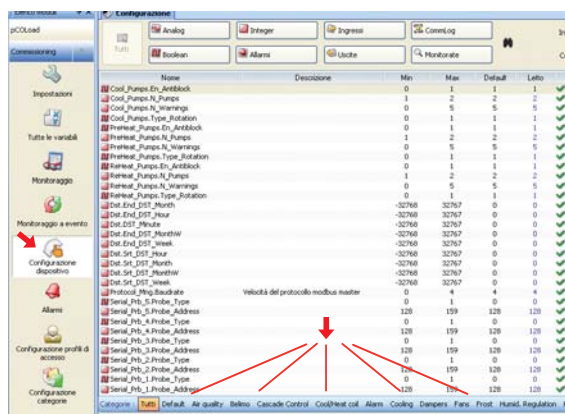 Elenco Moduli
Configurazione
pCOLoad
Commissioning
Impostazioni
Tutte le variabili
Monitoraggio
Monitoraggio a evento
Configurazione dispositivo
Allarmi
Configurazione profili di accesso
Configurazione categorie
Tutti
Analog
Integer
Ingressi
CommLog
Boolean
Allarmi
Uscite
Monitorate
Nome Descrizione Min Max Default Letto
Cool_Pumps.En_Antiblock 0 1 1 1
Cool_Pumps.N_Pumps 1 2 2 2
Cool_Pumps.N_Warnings 0 5 5 5
Cool_Pumps.Type_Rotation 0 1 1 1
PreHeat_Pumps.En_Antiblock 0 1 1 1
PreHeat_Pumps.N_Pumps 1 2 2 2
PreHeat_Pumps.N_Warnings 0 5 5 5
PreHeat_Pumps.Type_Rotation 0 1 1 1
ReHeat_Pumps.En_Antiblock 0 1 1 1
ReHeat_Pumps.N_Pumps 1 2 2 2
ReHeat_Pumps.N_Warnings 0 5 5 5
ReHeat_Pumps.Type_Rotation 0 1 1 1
Dst.End_DST_Month -32768 32767 0 0
Dst.End_DST_Hour -32768 32767 0 0
Dst.DST_Minute -32768 32767 0 0
Dst.End_DST_MonthW -32768 32767 0 0
Dst.End_DST_Week -32768 32767 0 0
Dst.Srt_DST_Hour -32768 32767 0 0
Dst.Srt_DST_Month -32768 32767 0 0
Dst.Srt_DST_MonthW -32768 32767 0 0
Dst.Srt_DST_Week -32768 32767 0 0
Protocol_Mng.Baudrate Velocità del protocollo modbus master 0 4 4 4
Serial_Prb_5.Probe_Type 0 1 0 0
Serial_Prb_5.Probe_Address 128 159 128 128
Serial_Prb_4.Probe_Type 0 1 0 0
Serial_Prb_4.Probe_Address 128 159 128 128
Serial_Prb_3.Probe_Type 0 1 0 0
Serial_Prb_3.Probe_Address 128 159 128 128
Serial_Prb_2.Probe_Type 0 1 0 0
Serial_Prb_2.Probe_Address 128 159 128 128
Serial_Prb_1.Probe_Type 0 1 0 0
Serial_Prb_1.Probe_Address 128 159 128 128
Categorie : Tutti Default Air quality Belimo Cascade Control Cool/Heat coil Alarm Cooling Dampers Fans Frost Humid. Regulation